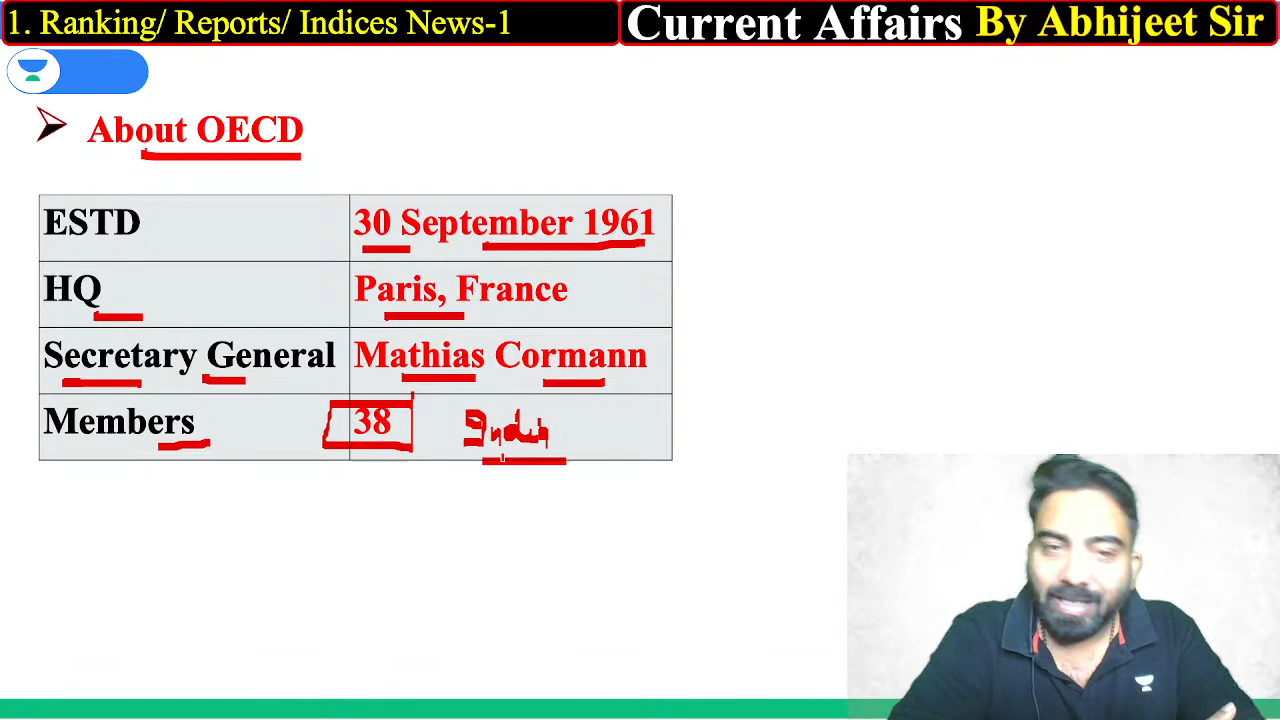 1. Ranking/ Reports/ Indices News-1
Current Affairs By Abhijeet Sir
About OECD
ESTD 30 September 1961
HQ Paris, France
Secretary General Mathias Cormann
Members 38